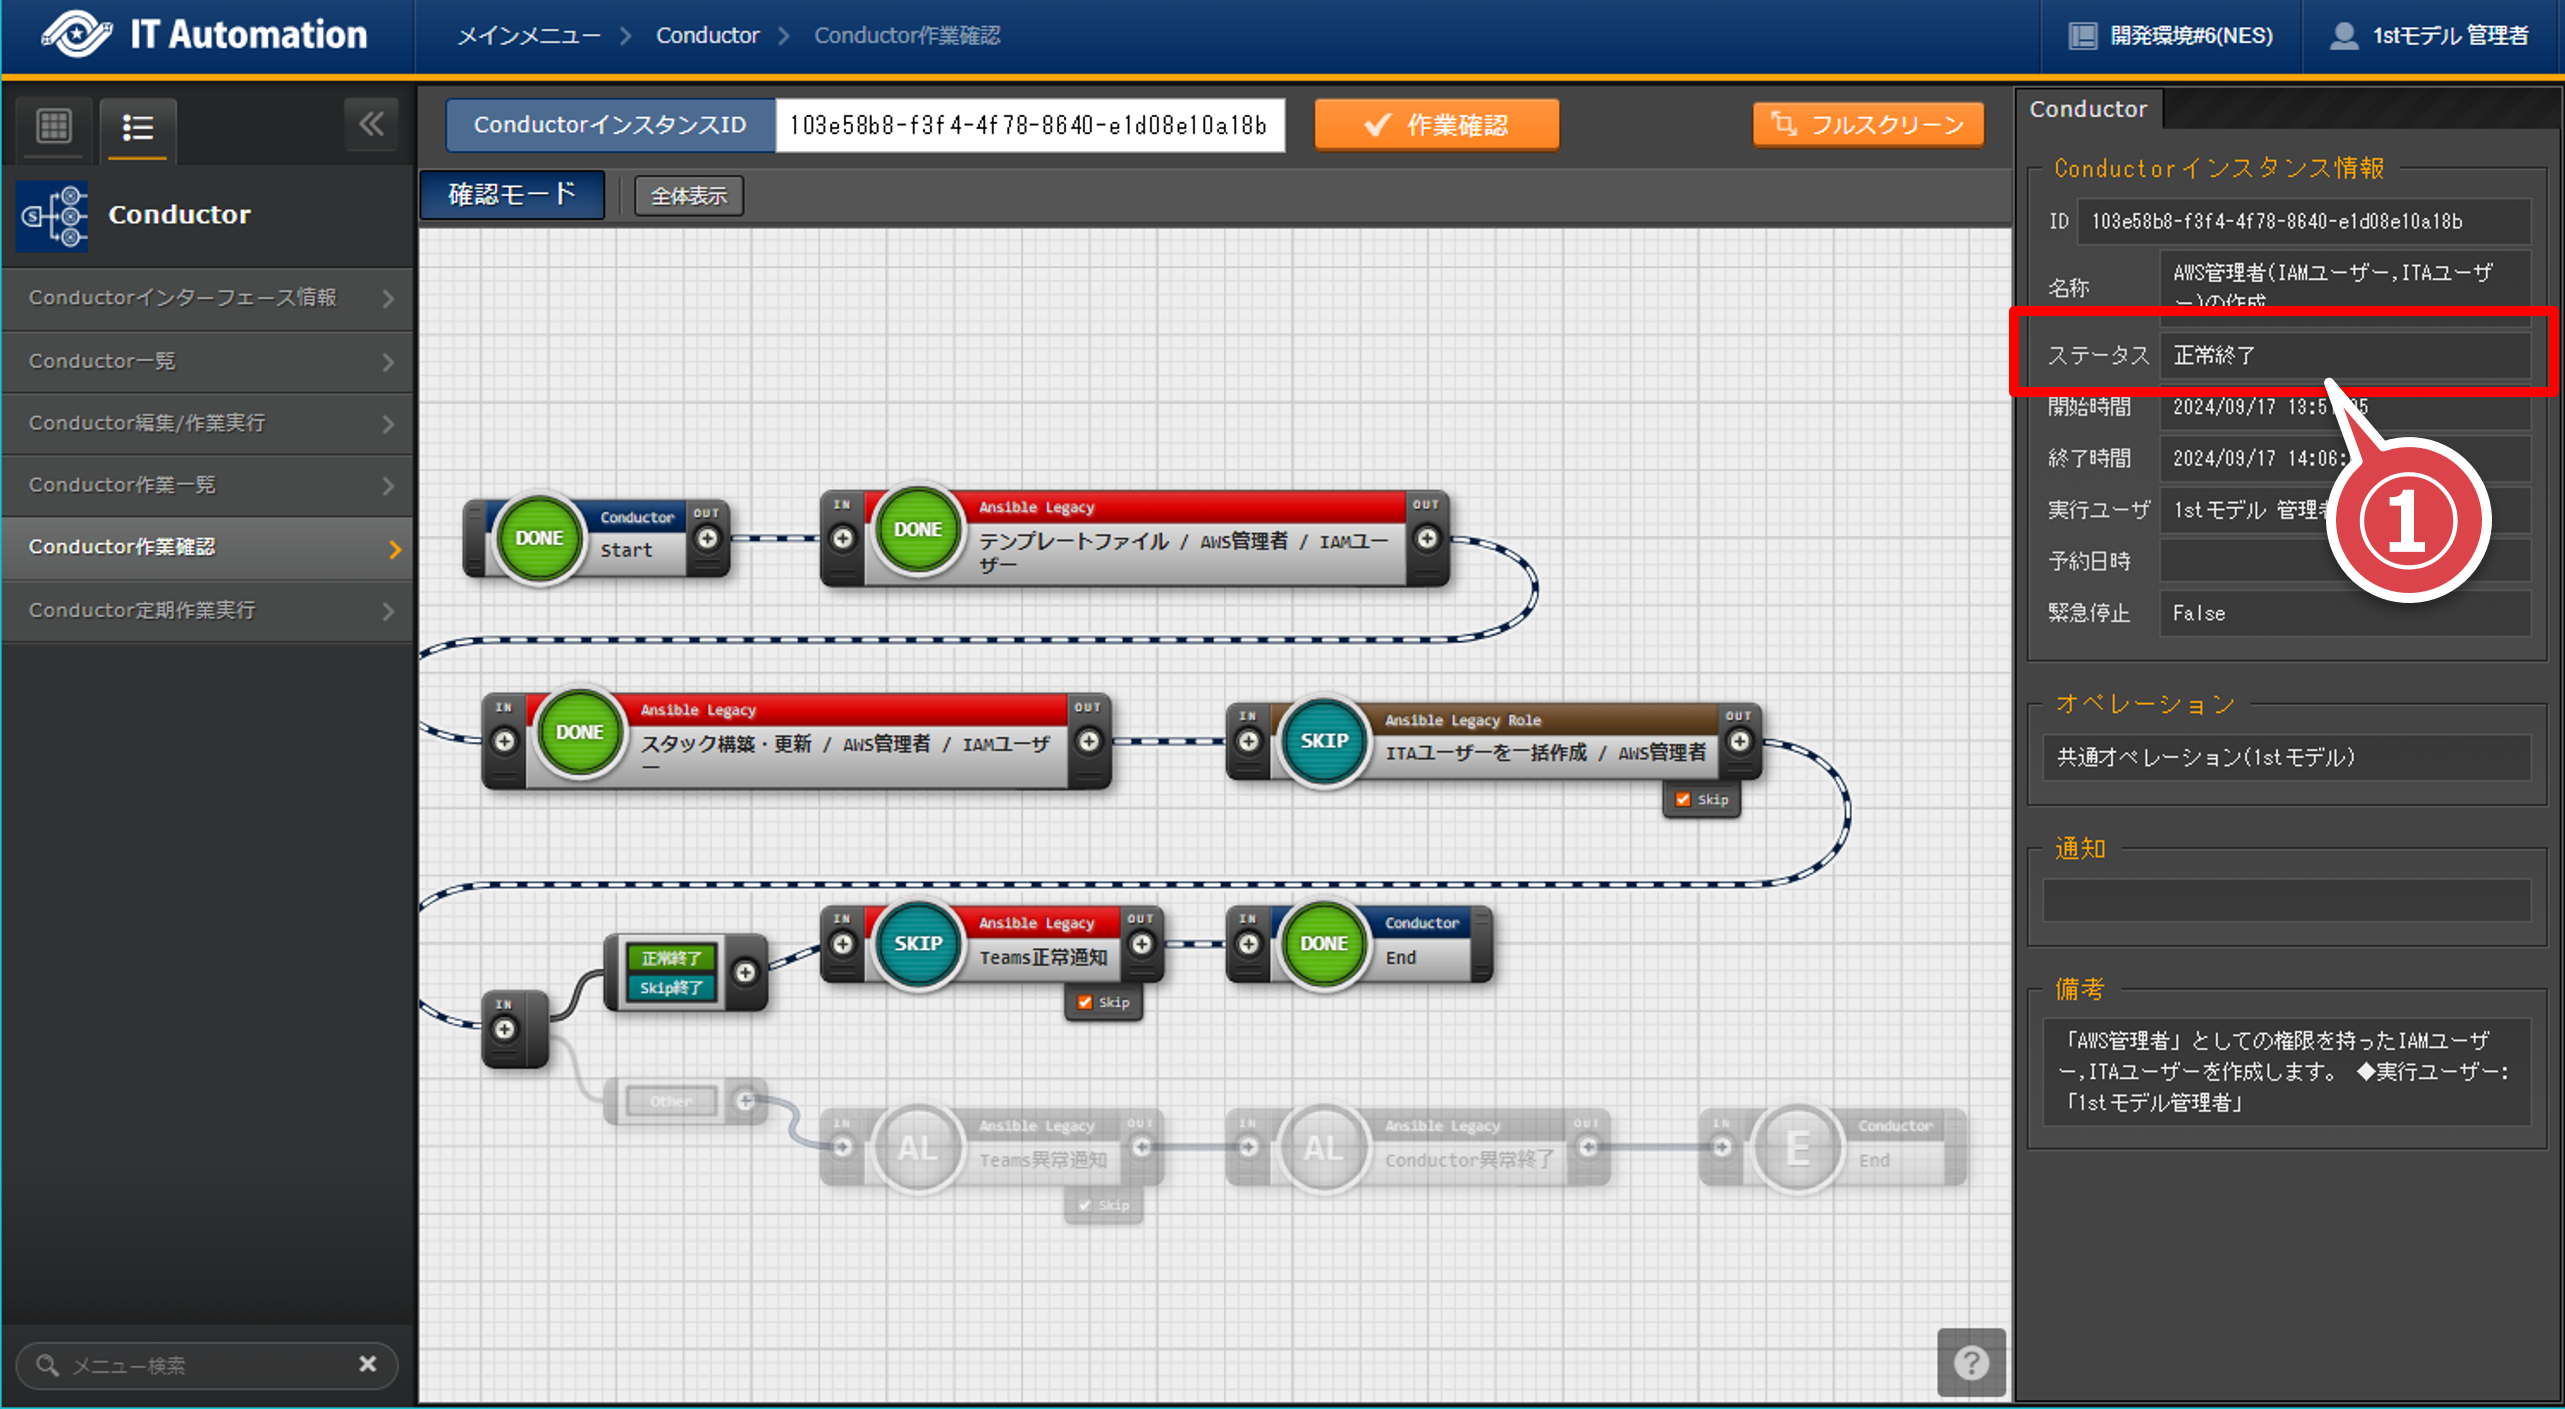 IT Automation
メインメニュー > Conductor > Conductor作業確認
開発環境#6(NES)
1stモデル 管理者
Conductor
Conductorインターフェース情報
Conductor一覧
Conductor編集/作業実行
Conductor作業一覧
Conductor作業確認
Conductor定期作業実行
メニュー検索
ConductorインスタンスID 103e58b8-f3f4-4f78-8640-e1d08e10a18b
作業確認
フルスクリーン
確認モード
全体表示
DONE
Conductor
Start
OUT
IN
DONE
Ansible Legacy
テンプレートファイル / AWS管理者 / IAMユー
ザー
OUT
IN
DONE
Ansible Legacy
スタック構築・更新 / AWS管理者 / IAMユーザ
ー
OUT
IN
SKIP
Ansible Legacy Role
ITAユーザーを一括作成 / AWS管理者
OUT
Skip
IN
正常終了
Skip終了
IN
SKIP
Ansible Legacy
Teams正常通知
OUT
Skip
IN
DONE
Conductor
End
Other
IN
AL
Ansible Legacy
Teams異常通知
OUT
Skip
IN
AL
Ansible Legacy
Conductor異常終了
OUT
IN
E
Conductor
End
Conductor
Conductorインスタンス情報
ID 103e58b8-f3f4-4f78-8640-e1d08e10a18b
名称 AWS管理者(IAMユーザー,ITAユーザ
ー)の作成
ステータス 正常終了
開始時間 2024/09/17 13:5
終了時間 2024/09/17 14:06:
実行ユーザ 1stモデル 管理者
予約日時
緊急停止 False
①
オペレーション
共通オペレーション(1stモデル)
通知
備考
「AWS管理者」としての権限を持ったIAMユーザ
ー,ITAユーザーを作成します。 ◆実行ユーザー:
「1stモデル管理者」